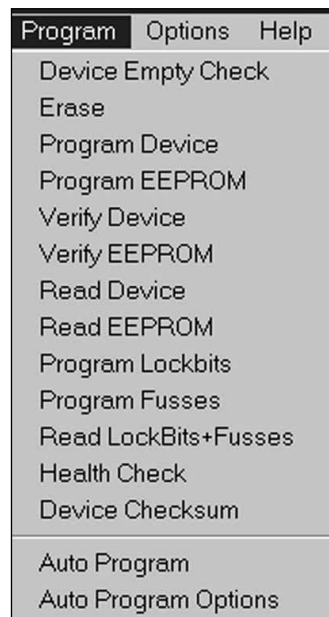 Program Options Help
Device Empty Check
Erase
Program Device
Program EEPROM
Verify Device
Verify EEPROM
Read Device
Read EEPROM
Program Lockbits
Program Fusses
Read LockBits+Fusses
Health Check
Device Checksum
Auto Program
Auto Program Options